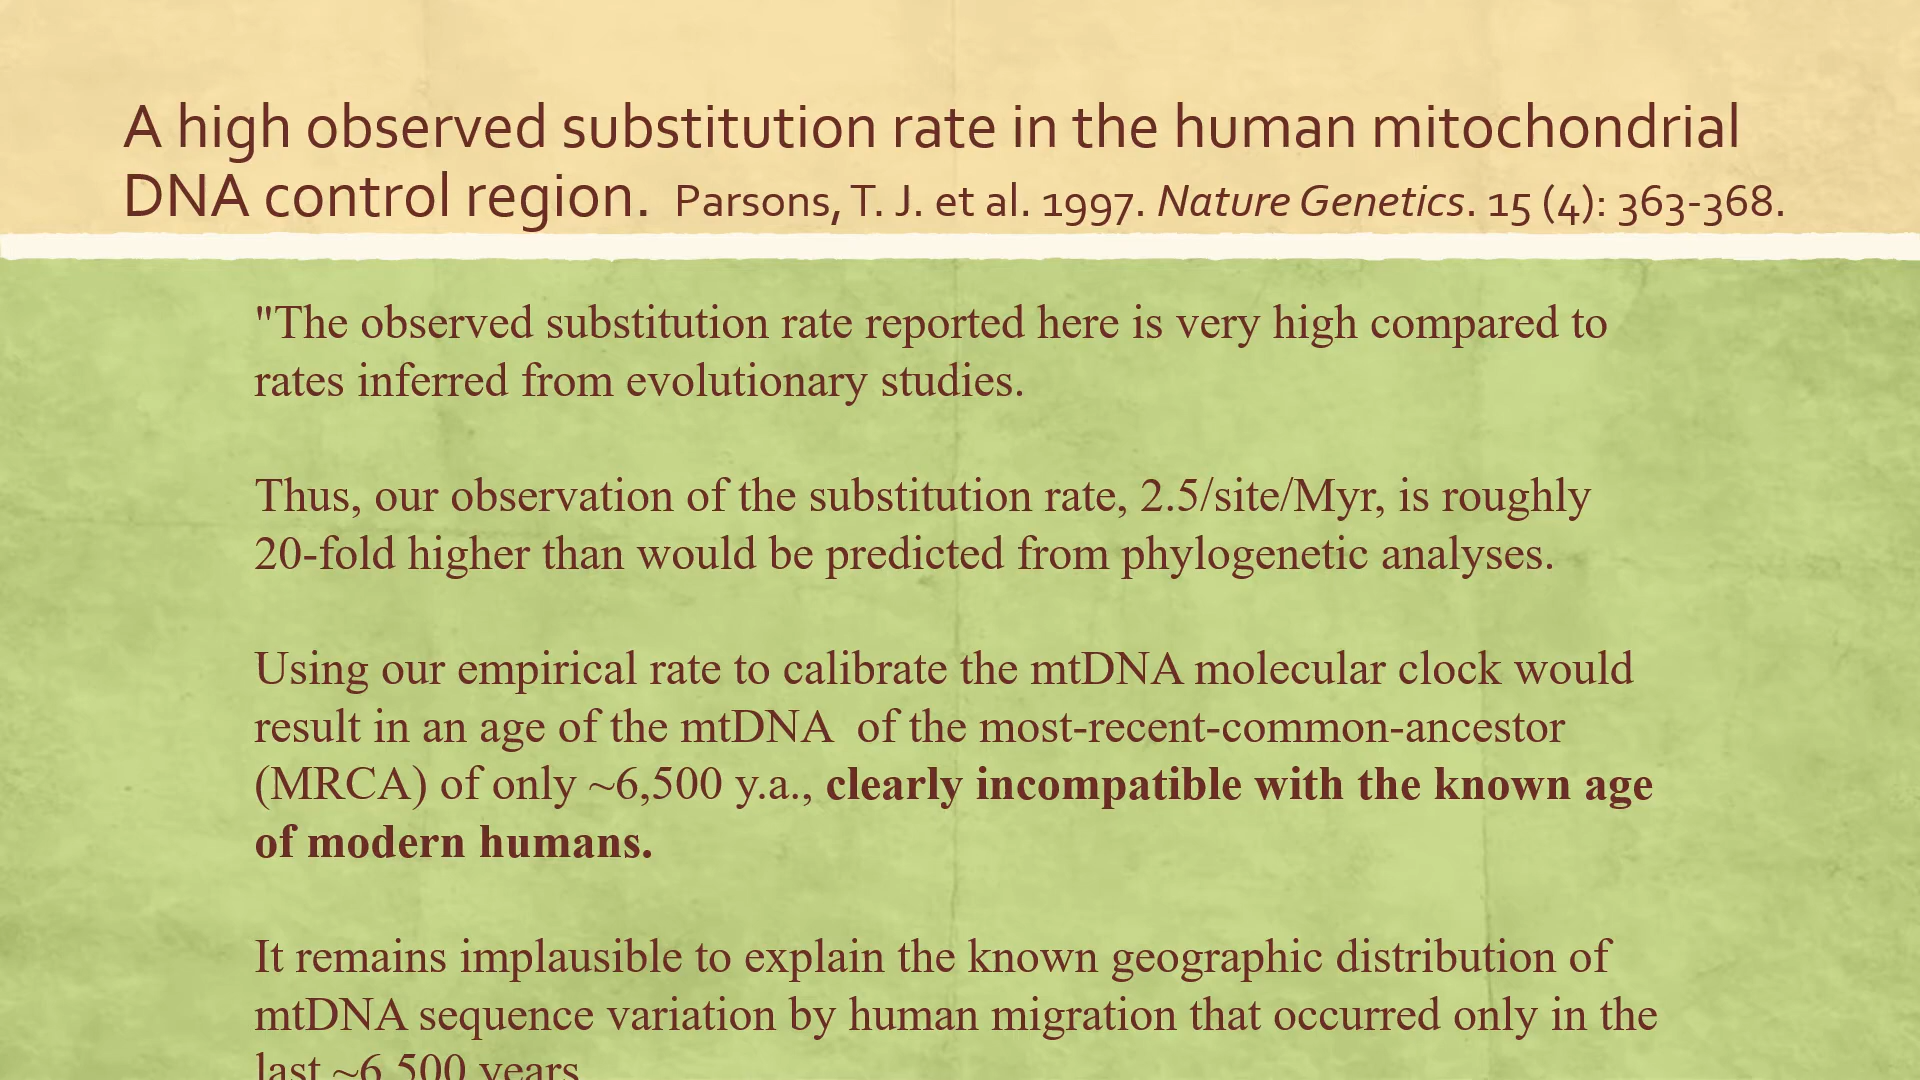 A high observed substitution rate in the human mitochondrial
DNA control region. Parsons, T. J. et al. 1997. Nature Genetics. 15 (4): 363-368.
"The observed substitution rate reported here is very high compared to
rates inferred from evolutionary studies.
Thus, our observation of the substitution rate, 2.5/site/Myr, is roughly
20-fold higher than would be predicted from phylogenetic analyses.
Using our empirical rate to calibrate the mtDNA molecular clock would
result in an age of the mtDNA of the most-recent-common-ancestor
(MRCA) of only ~6,500 y.a., clearly incompatible with the known age
of modern humans.
It remains implausible to explain the known geographic distribution of
mtDNA sequence variation by human migration that occurred only in the
last ~6,500 years